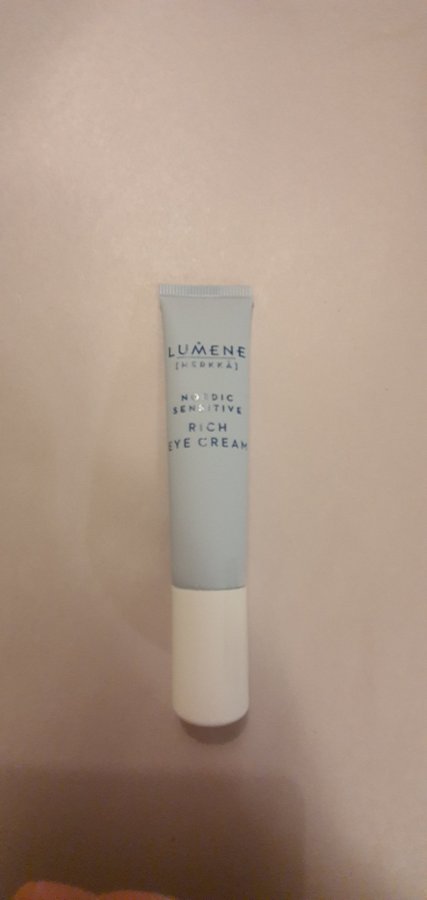 LUMENE
[HERKKÄ]
NORDIC
SENSITIVE
RICH
EYE CREAM